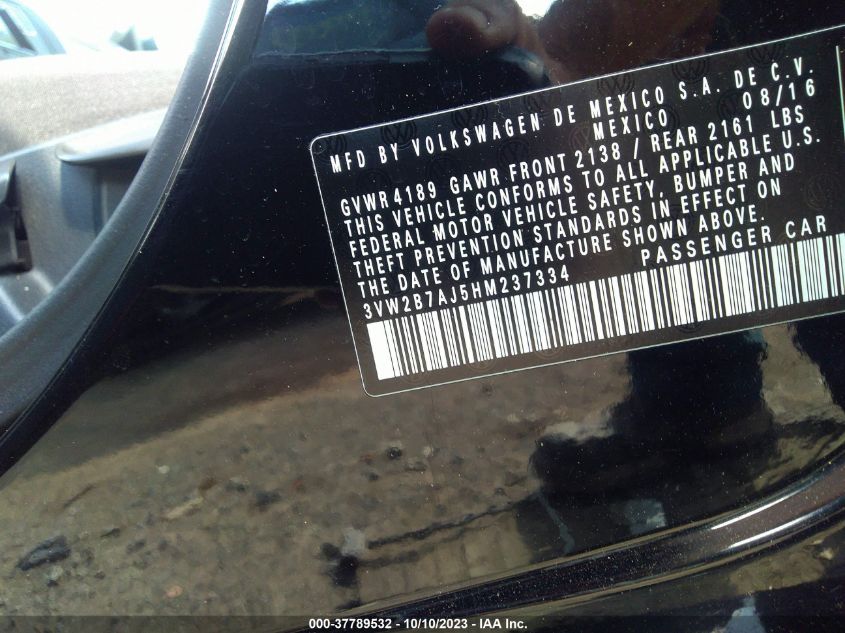 MFD BY VOLKSWAGEN DE MEXICO S.A. DE C.V.
MEXICO 08/16
GVWR 4189 GAWR FRONT 2138 / REAR 2161 LBS
THIS VEHICLE CONFORMS TO ALL APPLICABLE U.S.
FEDERAL MOTOR VEHICLE SAFETY, BUMPER AND
THEFT PREVENTION STANDARDS IN EFFECT ON
THE DATE OF MANUFACTURE SHOWN ABOVE.
3VW2B7AJ5HM237334 PASSENGER CAR
000-37789532 - 10/10/2023 - IAA Inc.